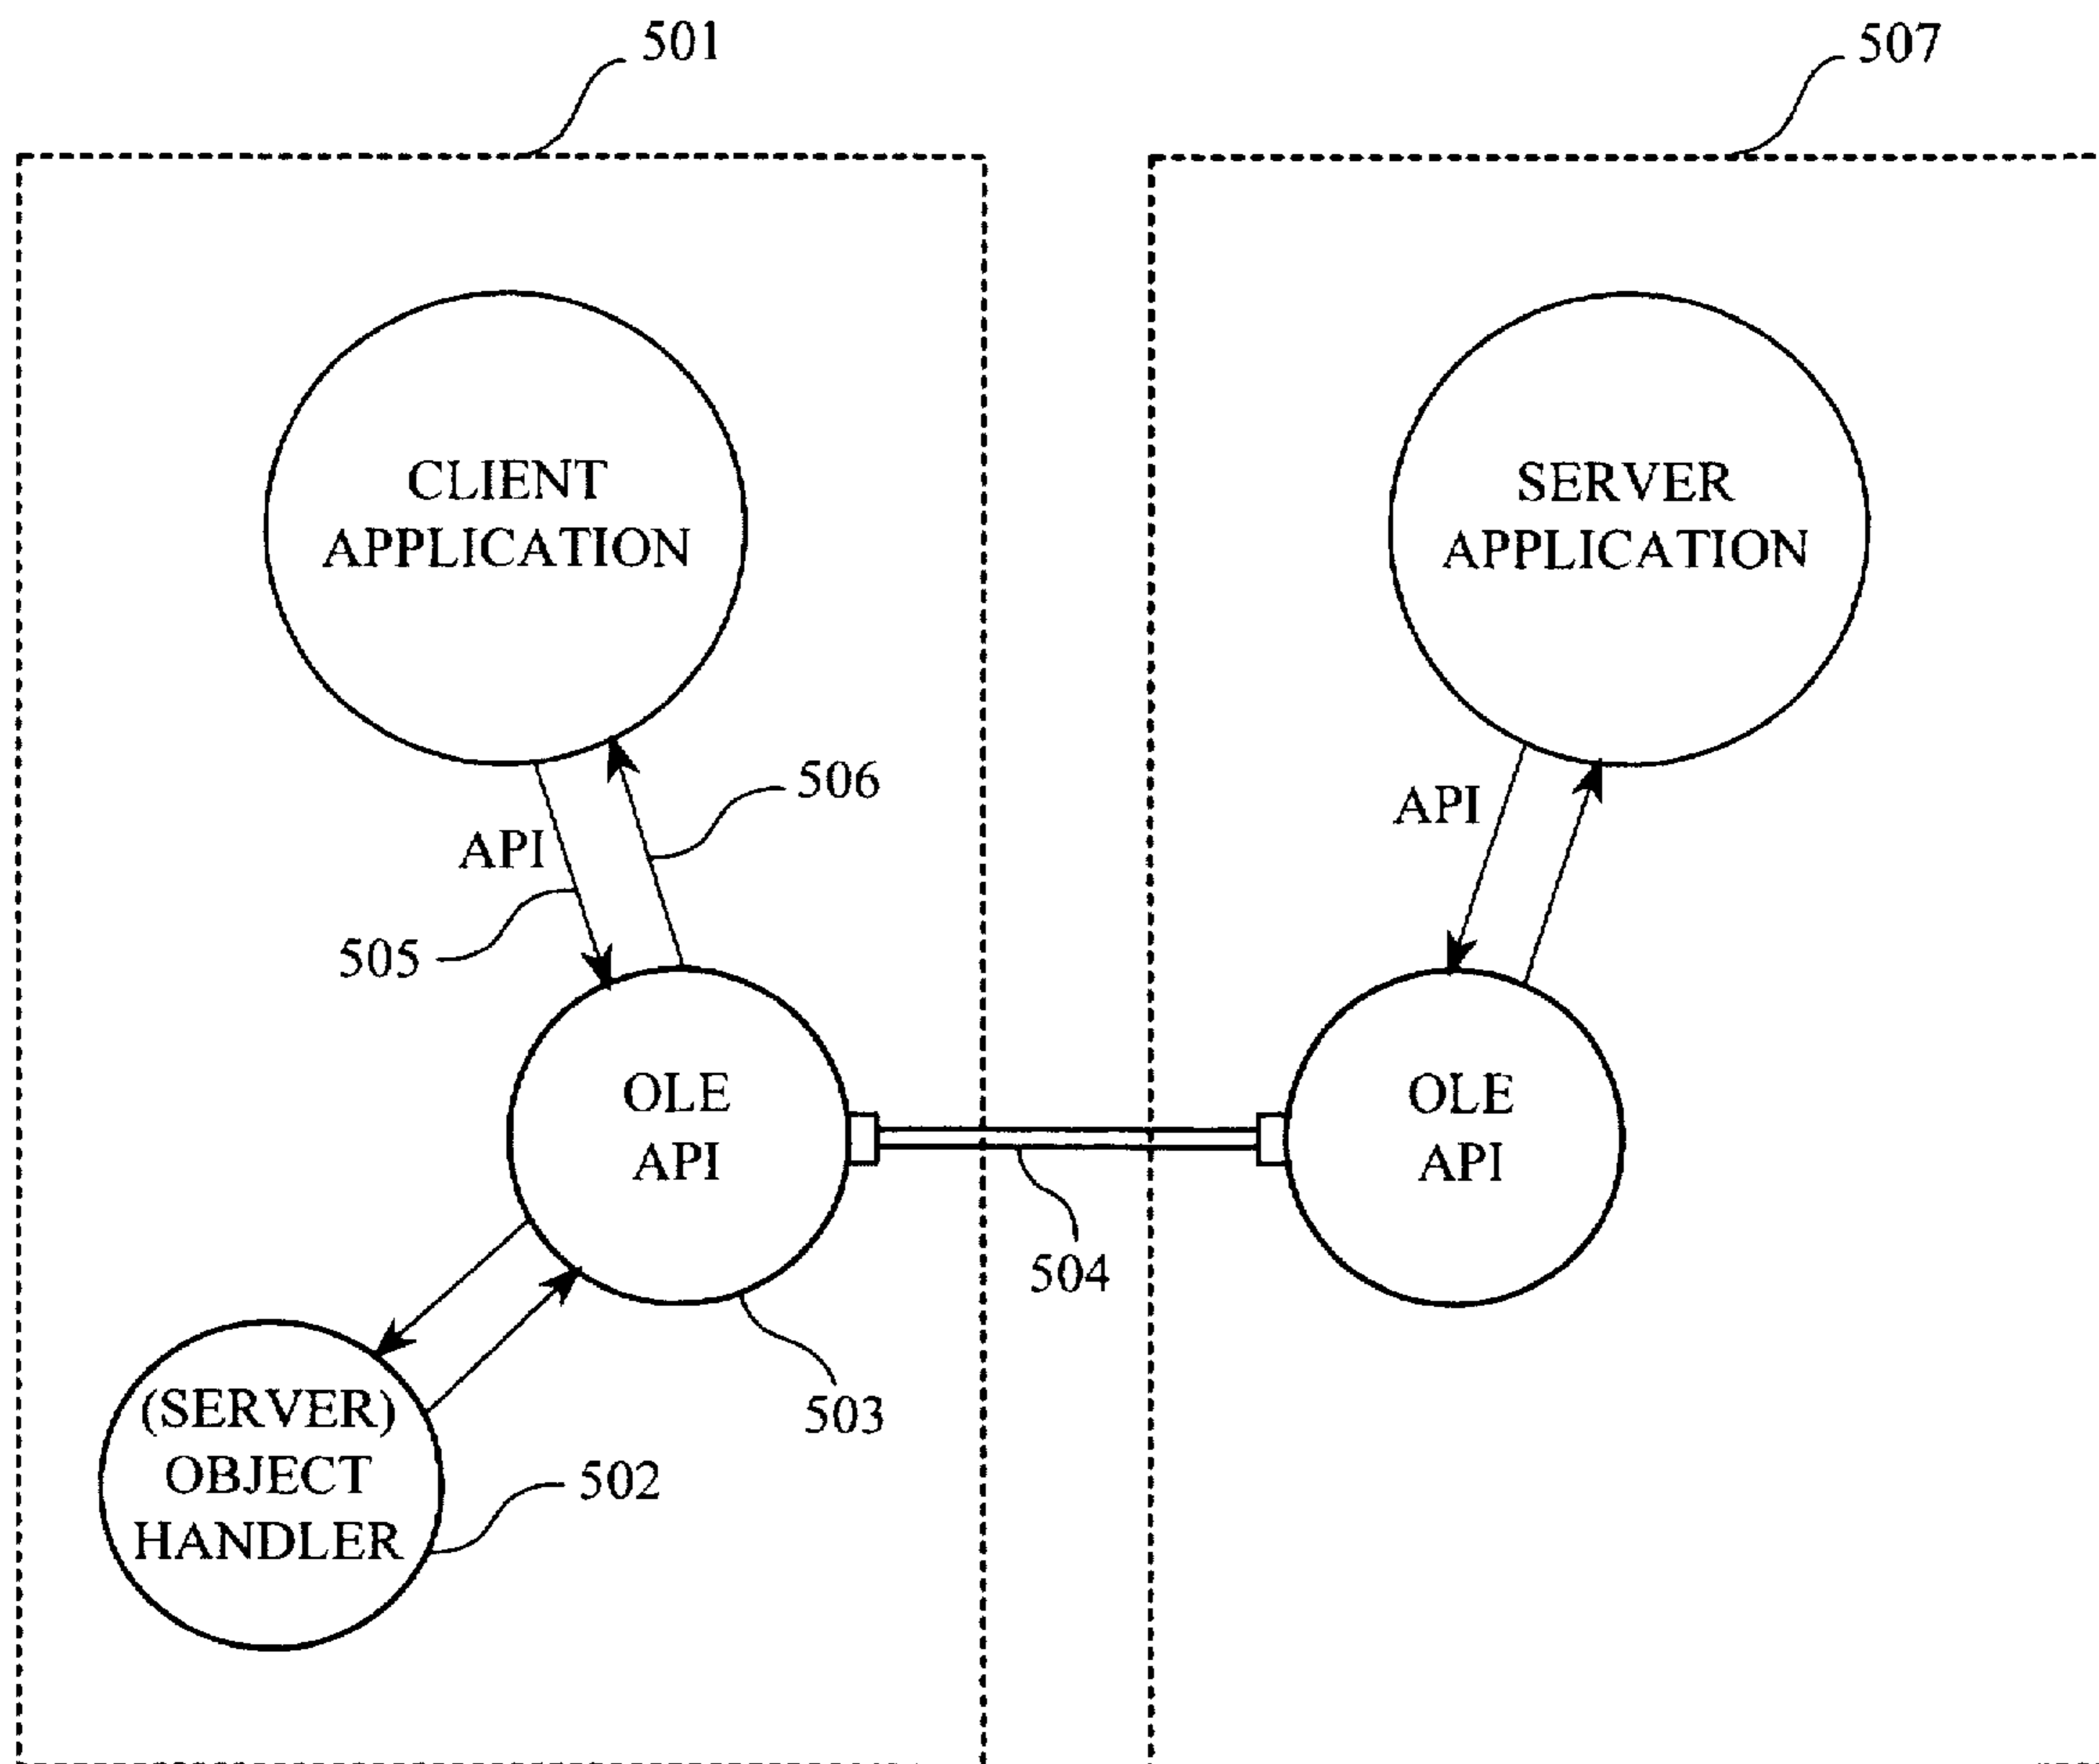 501
507
CLIENT
APPLICATION
SERVER
APPLICATION
506
API
API
505
OLE
API
OLE
API
504
503
(SERVER)
OBJECT
HANDLER
502